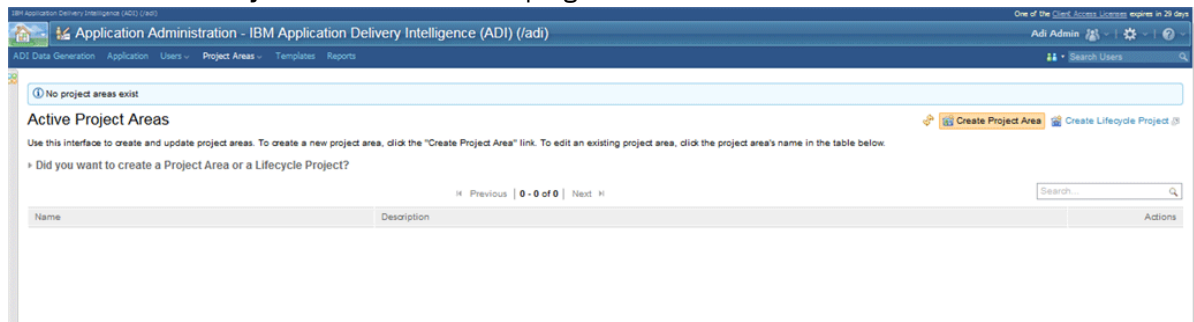 IBM Application Delivery Intelligence (ADI) (/adi)
One of the Client Access Licenses expires in 29 days
Application Administration - IBM Application Delivery Intelligence (ADI) (/adi)
Adi Admin
ADI Data Generation Application Users Project Areas Templates Reports
Search Users
No project areas exist
Active Project Areas
Create Project Area Create Lifecycle Project
Use this interface to create and update project areas. To create a new project area, click the "Create Project Area" link. To edit an existing project area, click the project area's name in the table below.
Did you want to create a Project Area or a Lifecycle Project?
Previous | 0 - 0 of 0 | Next
Search...
Name Description Actions